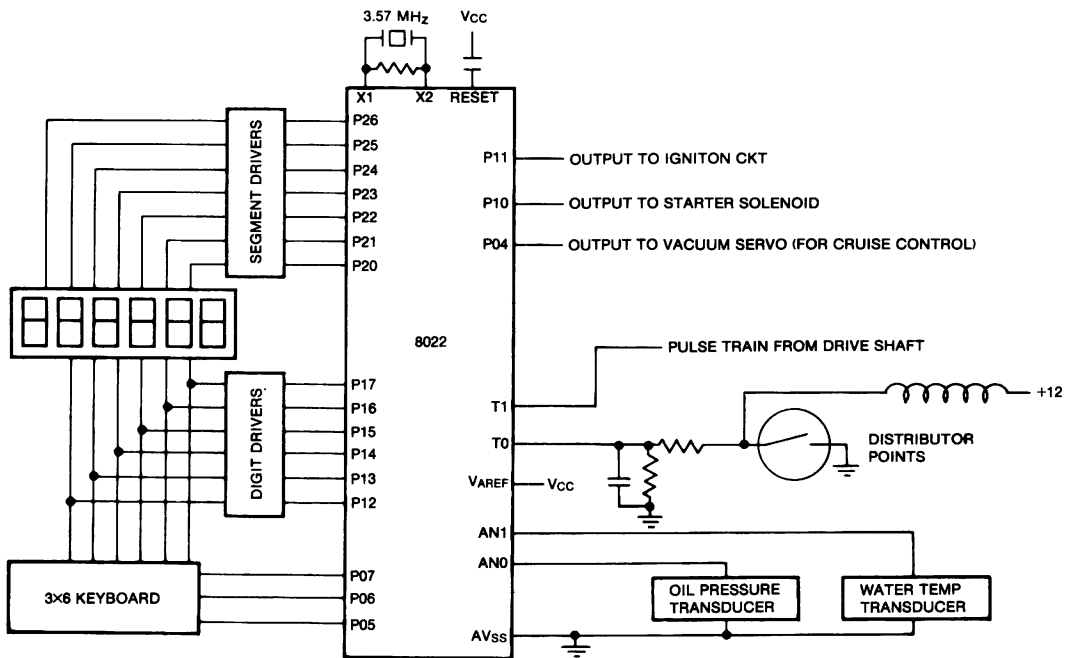 3.57 MHz
VCC
X1
X2
RESET
P26
P25
P24
P23
P22
P21
P20
SEGMENT DRIVERS
P11
OUTPUT TO IGNITON CKT
P10
OUTPUT TO STARTER SOLENOID
P04
OUTPUT TO VACUUM SERVO (FOR CRUISE CONTROL)
8022
PULSE TRAIN FROM DRIVE SHAFT
P17
P16
P15
P14
P13
P12
DIGIT DRIVERS
T1
+12
T0
DISTRIBUTOR
POINTS
VAREF
VCC
AN1
AN0
3×6 KEYBOARD
P07
P06
P05
OIL PRESSURE
TRANSDUCER
WATER TEMP
TRANSDUCER
AVSS